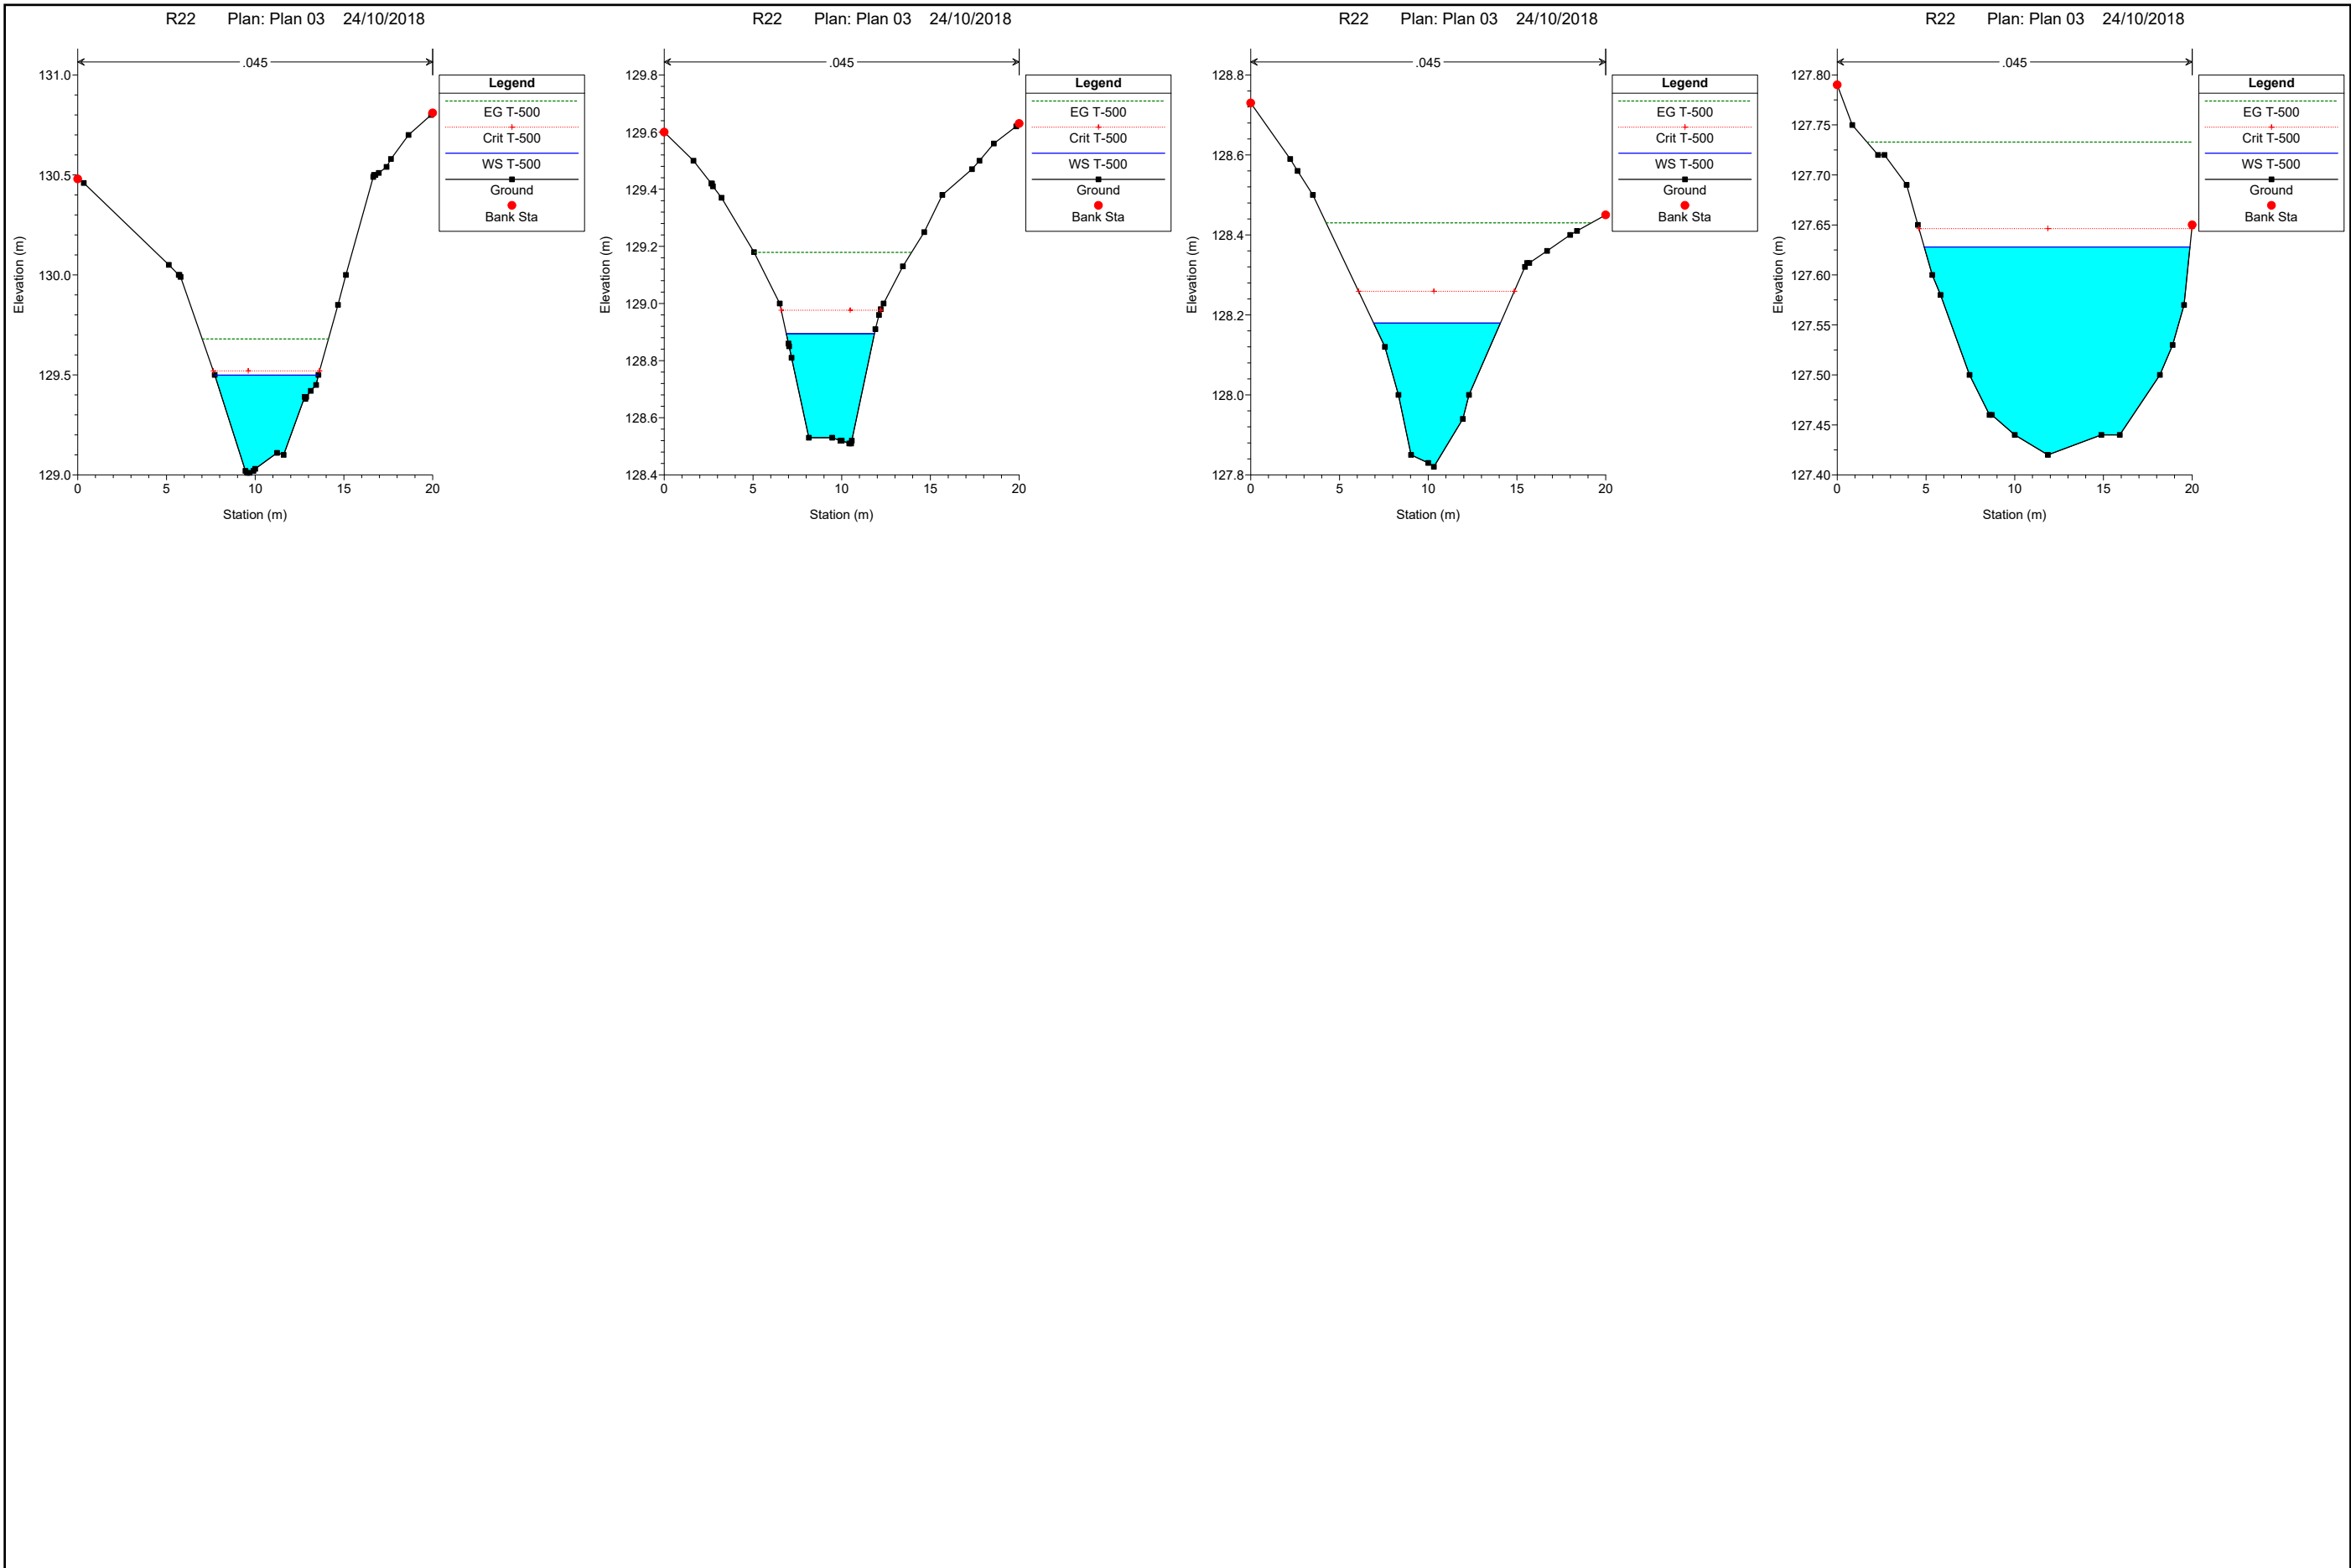 R22 Plan: Plan 03 24/10/2018
.045
131.0
130.5
130.0
129.5
129.0
Elevation (m)
0 5 10 15 20
Station (m)
Legend
EG T-500
Crit T-500
WS T-500
Ground
Bank Sta
R22 Plan: Plan 03 24/10/2018
.045
129.8
129.6
129.4
129.2
129.0
128.8
128.6
128.4
Elevation (m)
0 5 10 15 20
Station (m)
Legend
EG T-500
Crit T-500
WS T-500
Ground
Bank Sta
R22 Plan: Plan 03 24/10/2018
.045
128.8
128.6
128.4
128.2
128.0
127.8
Elevation (m)
0 5 10 15 20
Station (m)
Legend
EG T-500
Crit T-500
WS T-500
Ground
Bank Sta
R22 Plan: Plan 03 24/10/2018
.045
127.80
127.75
127.70
127.65
127.60
127.55
127.50
127.45
127.40
Elevation (m)
0 5 10 15 20
Station (m)
Legend
EG T-500
Crit T-500
WS T-500
Ground
Bank Sta